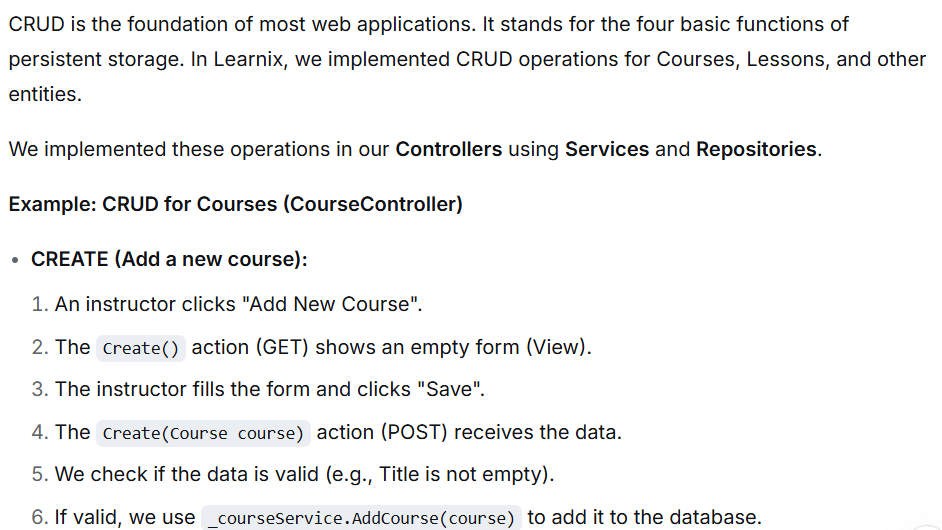 CRUD is the foundation of most web applications. It stands for the four basic functions of
persistent storage. In Learnix, we implemented CRUD operations for Courses, Lessons, and other
entities.
We implemented these operations in our Controllers using Services and Repositories.
Example: CRUD for Courses (CourseController)
• CREATE (Add a new course):
1. An instructor clicks "Add New Course".
2. The Create() action (GET) shows an empty form (View).
3. The instructor fills the form and clicks "Save".
4. The Create(Course course) action (POST) receives the data.
5. We check if the data is valid (e.g., Title is not empty).
6. If valid, we use _courseService.AddCourse(course) to add it to the database.